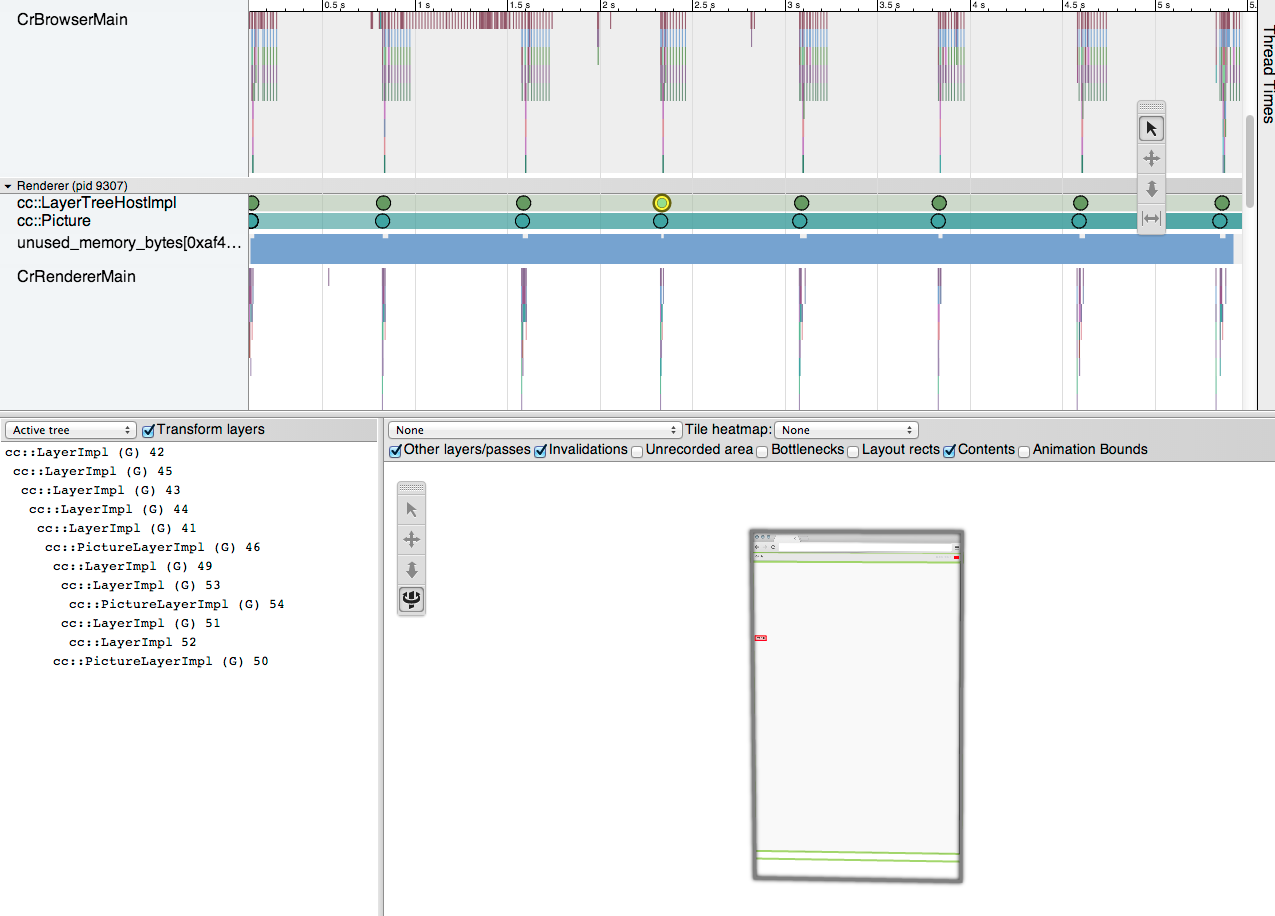 0.5 s
1 s
1.5 s
2 s
2.5 s
3 s
3.5 s
4 s
4.5 s
5 s
5.
CrBrowserMain
Thread Times
Renderer (pid 9307)
cc::LayerTreeHostImpl
cc::Picture
unused_memory_bytes[0xaf4…
CrRendererMain
Active tree
Transform layers
cc::LayerImpl (G) 42
cc::LayerImpl (G) 45
cc::LayerImpl (G) 43
cc::LayerImpl (G) 44
cc::LayerImpl (G) 41
cc::PictureLayerImpl (G) 46
cc::LayerImpl (G) 49
cc::LayerImpl (G) 53
cc::PictureLayerImpl (G) 54
cc::LayerImpl (G) 51
cc::LayerImpl 52
cc::PictureLayerImpl (G) 50
None
Tile heatmap:
None
Other layers/passes
Invalidations
Unrecorded area
Bottlenecks
Layout rects
Contents
Animation Bounds